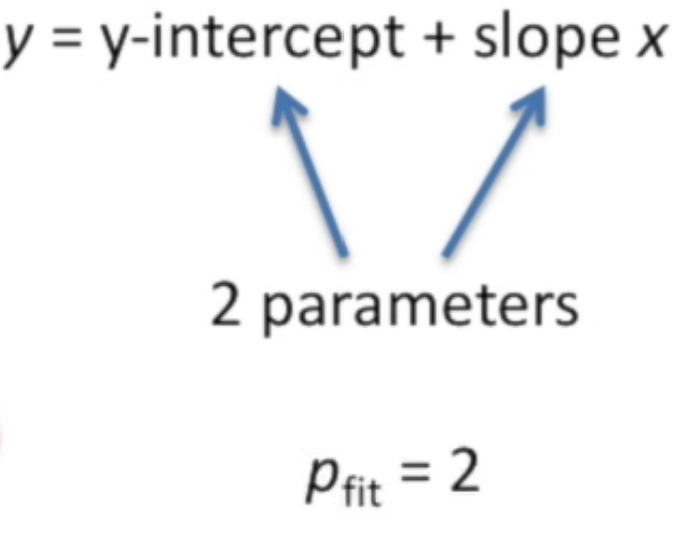 y = y-intercept + slope x
2 parameters
pfit = 2